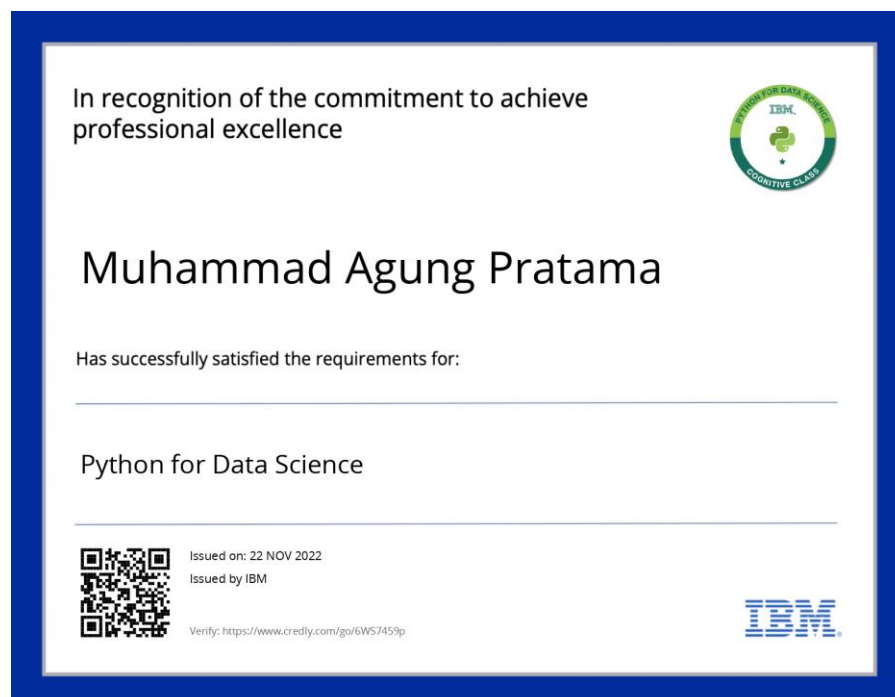 In recognition of the commitment to achieve
professional excellence
PYTHON FOR DATA SCIENCE
IBM.
COGNITIVE CLASS
Muhammad Agung Pratama
Has successfully satisfied the requirements for:
Python for Data Science
Issued on: 22 NOV 2022
Issued by IBM
Verify: https://www.credly.com/go/6WS7459p
IBM.